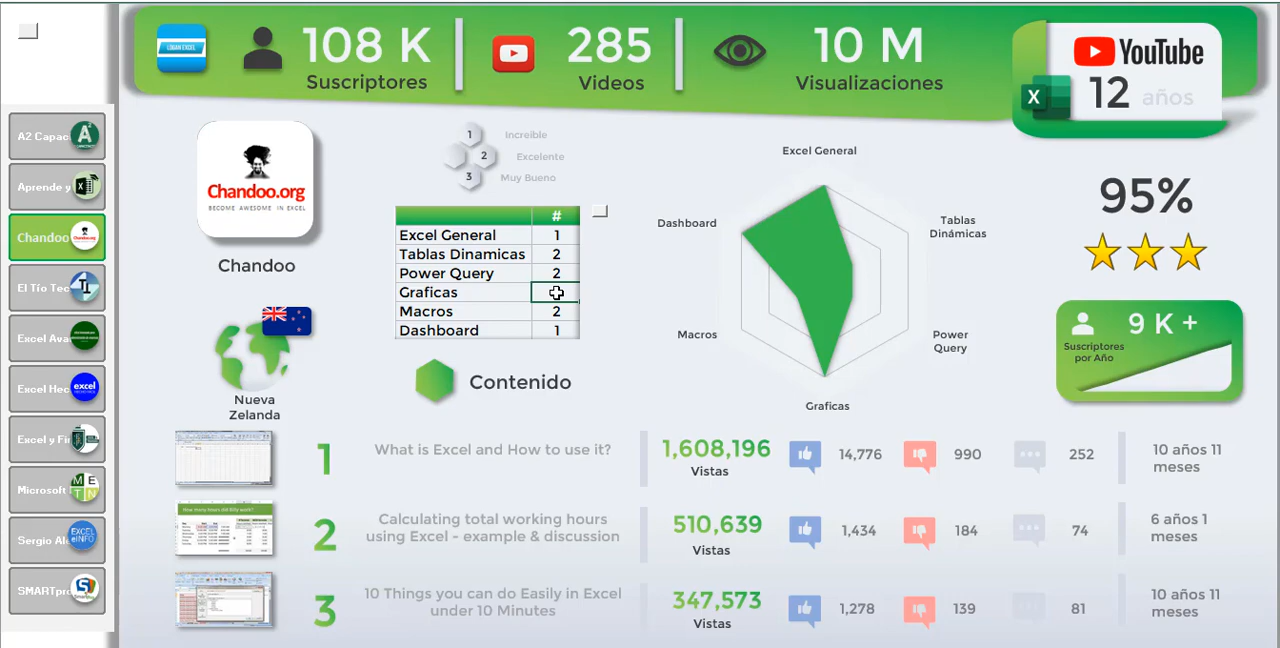 108 K
Suscriptores
285
Videos
10 M
Visualizaciones
YouTube
12 años
A2 Capac
Aprende y
Chandoo
El Tío Tec
Excel Ava
Excel Hec
Excel y Fi
Microsoft
Sergio Al
SMARTpro
LOGAN EXCEL
X
Chandoo.org
BECOME AWESOME IN EXCEL
Chandoo
Nueva
Zelanda
1 Increible
2 Excelente
3 Muy Bueno
#
Excel General 1
Tablas Dinamicas 2
Power Query 2
Graficas
Macros 2
Dashboard 1
Contenido
Excel General
Tablas
Dinámicas
Power
Query
Graficas
Macros
Dashboard
95%
9 K +
Suscriptores
por Año
1
What is Excel and How to use it?
1,608,196
Vistas
14,776
990
252
10 años 11
meses
2
Calculating total working hours
using Excel - example & discussion
510,639
Vistas
1,434
184
74
6 años 1
meses
3
10 Things you can do Easily in Excel
under 10 Minutes
347,573
Vistas
1,278
139
81
10 años 11
meses